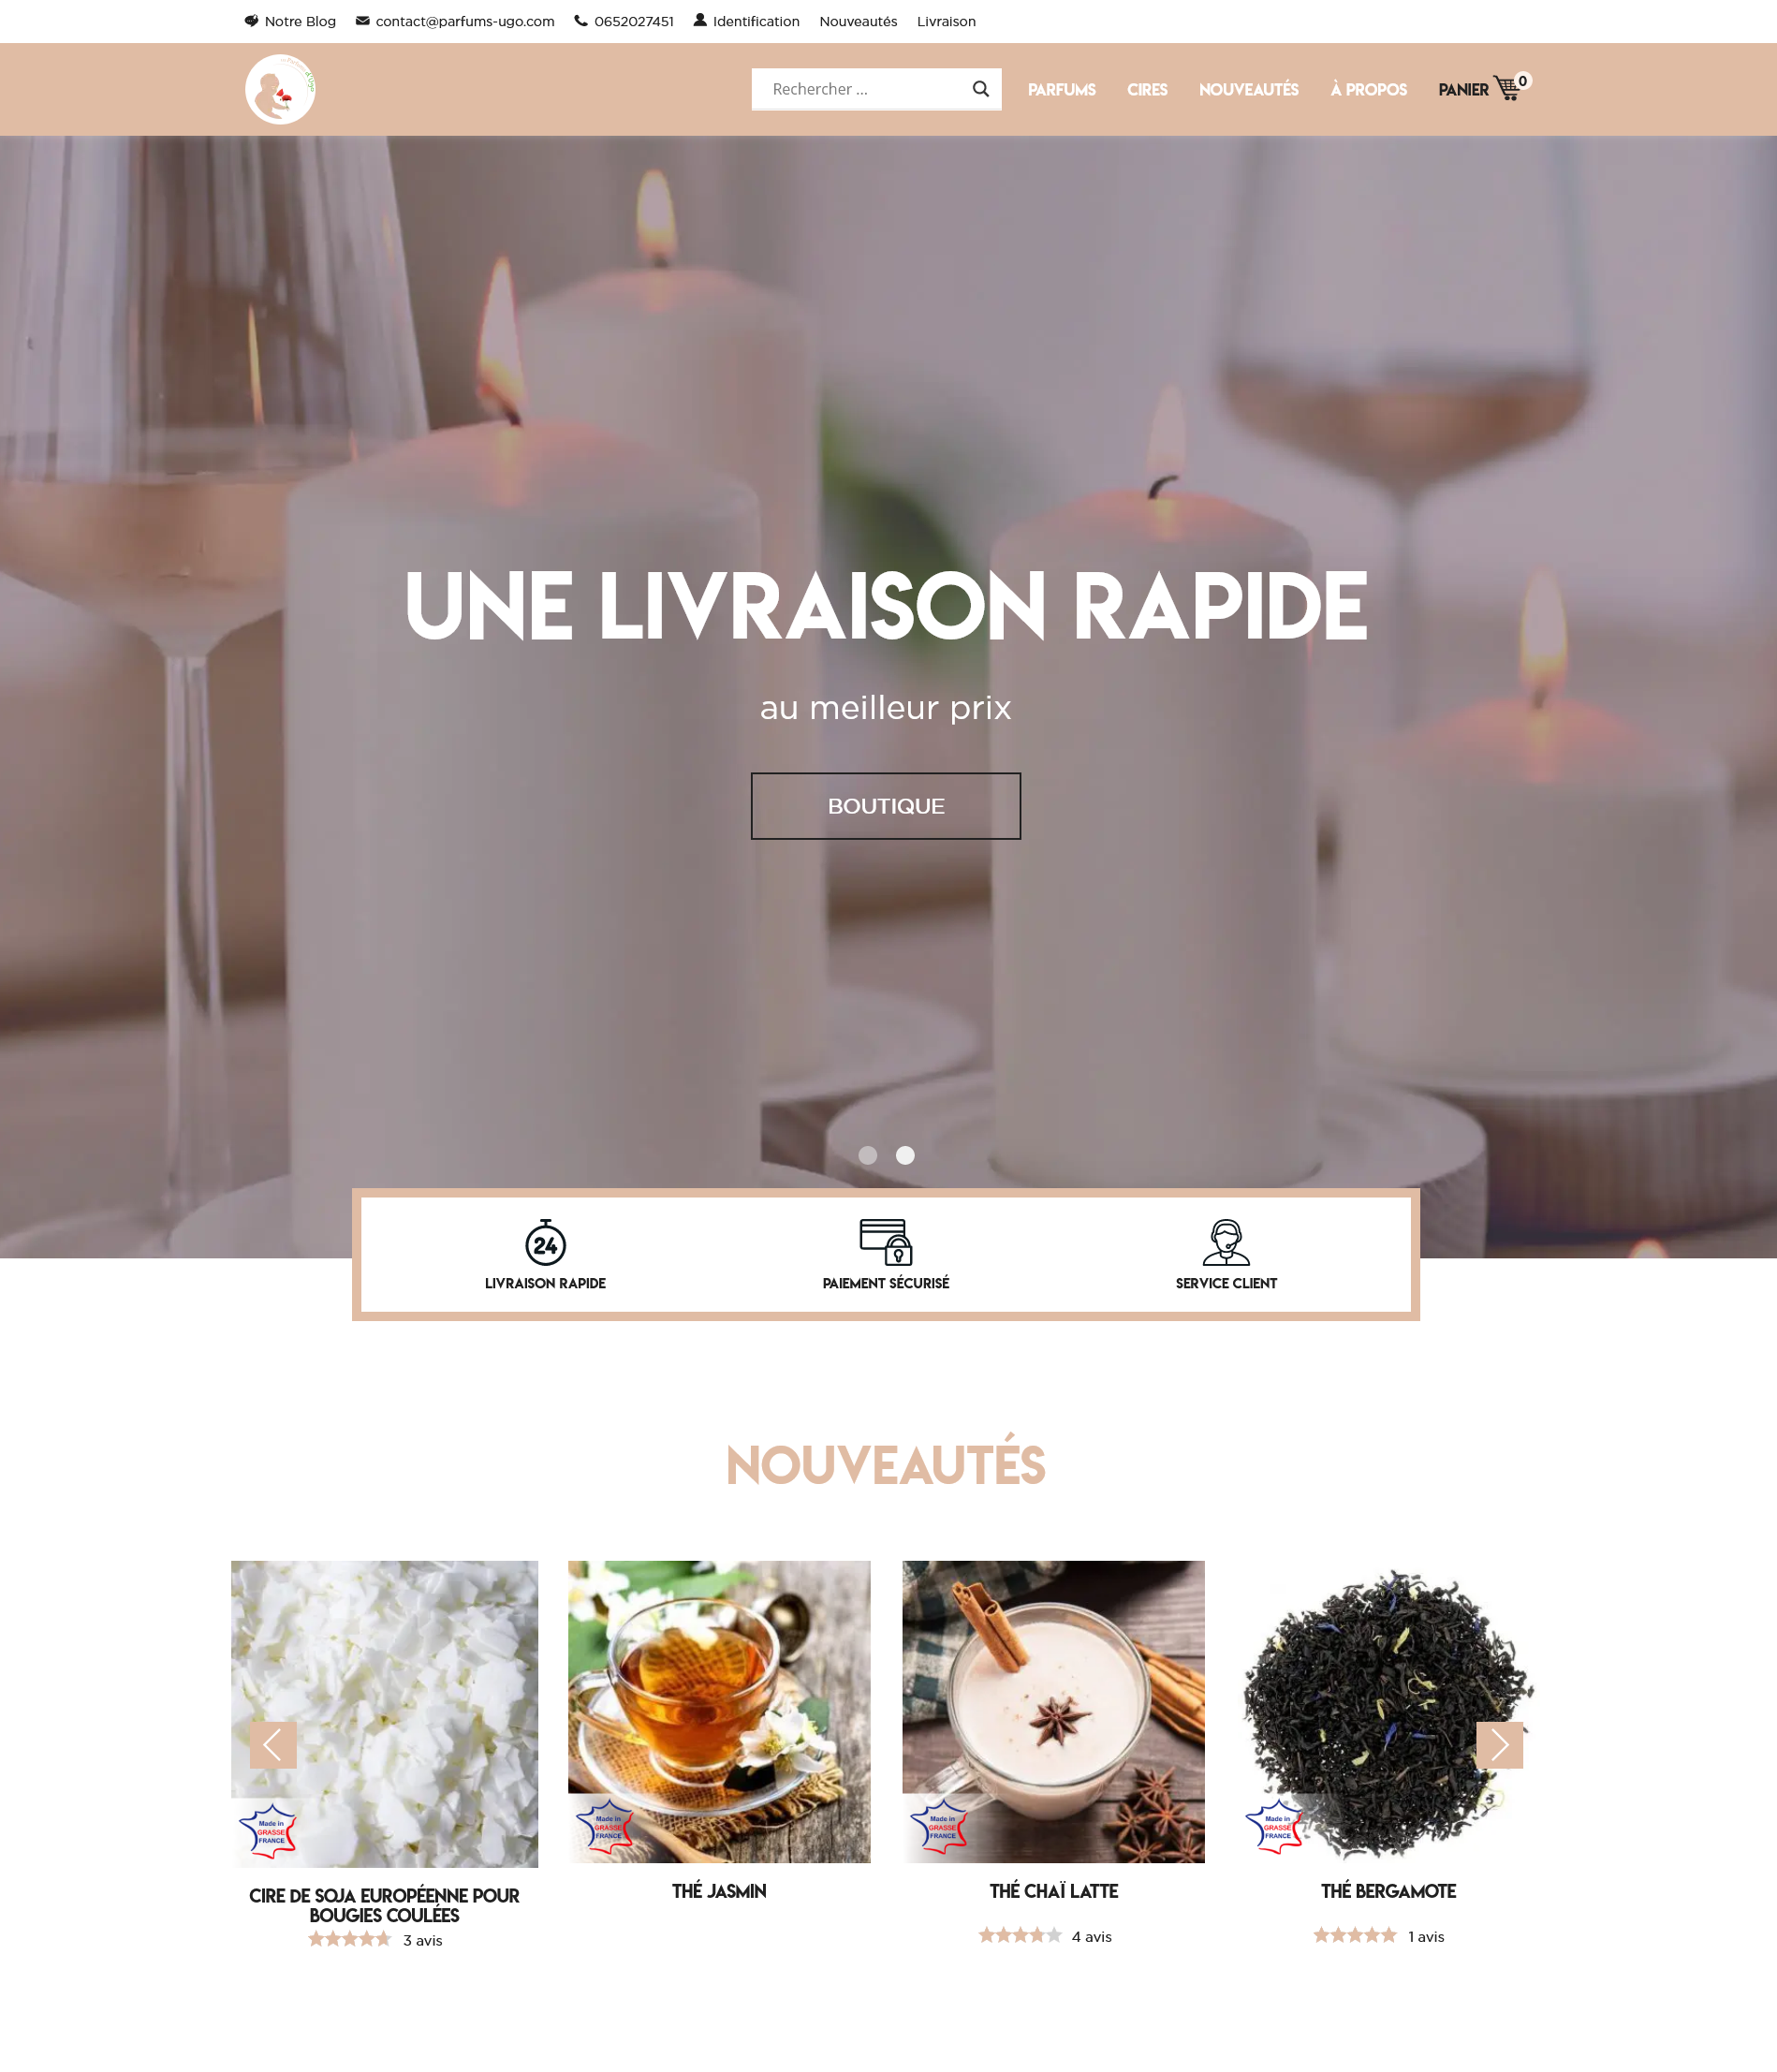 Notre Blog
contact@parfums-ugo.com
0652027451
Identification
Nouveautés
Livraison
Rechercher ...
PARFUMS
CIRES
NOUVEAUTÉS
À PROPOS
PANIER
0
UNE LIVRAISON RAPIDE
au meilleur prix
BOUTIQUE
24
LIVRAISON RAPIDE
PAIEMENT SÉCURISÉ
SERVICE CLIENT
NOUVEAUTÉS
Made in
GRASSE
FRANCE
Made in
GRASSE
FRANCE
Made in
GRASSE
FRANCE
Made in
GRASSE
FRANCE
CIRE DE SOJA EUROPÉENNE POUR
BOUGIES COULÉES
3 avis
THÉ JASMIN
THÉ CHAÏ LATTE
4 avis
THÉ BERGAMOTE
1 avis